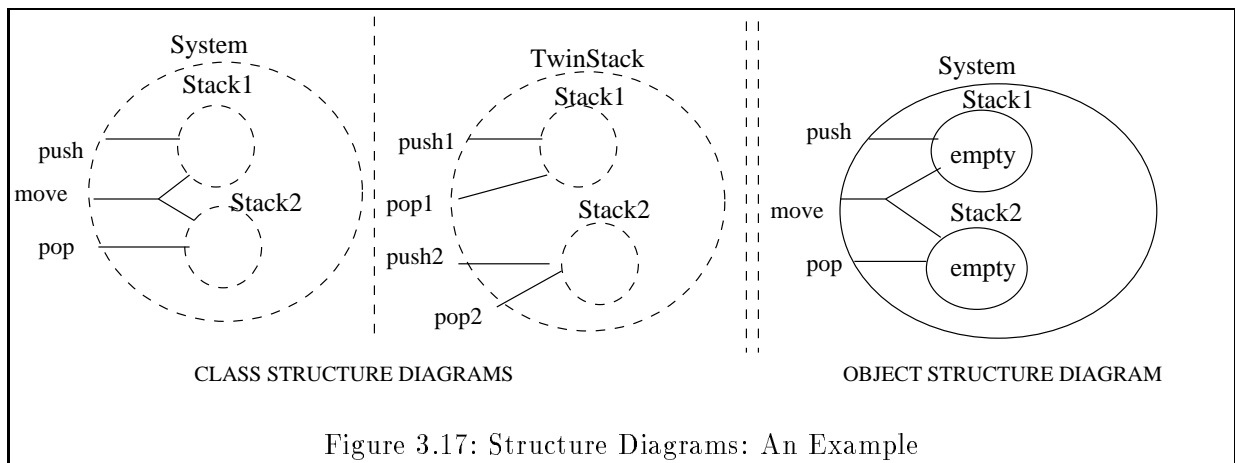 System
Stack1
push
move
Stack2
pop
TwinStack
Stack1
push1
pop1
Stack2
push2
pop2
System
Stack1
push
empty
move
Stack2
pop
empty
CLASS STRUCTURE DIAGRAMS
OBJECT STRUCTURE DIAGRAM
Figure 3.17: Structure Diagrams: An Example